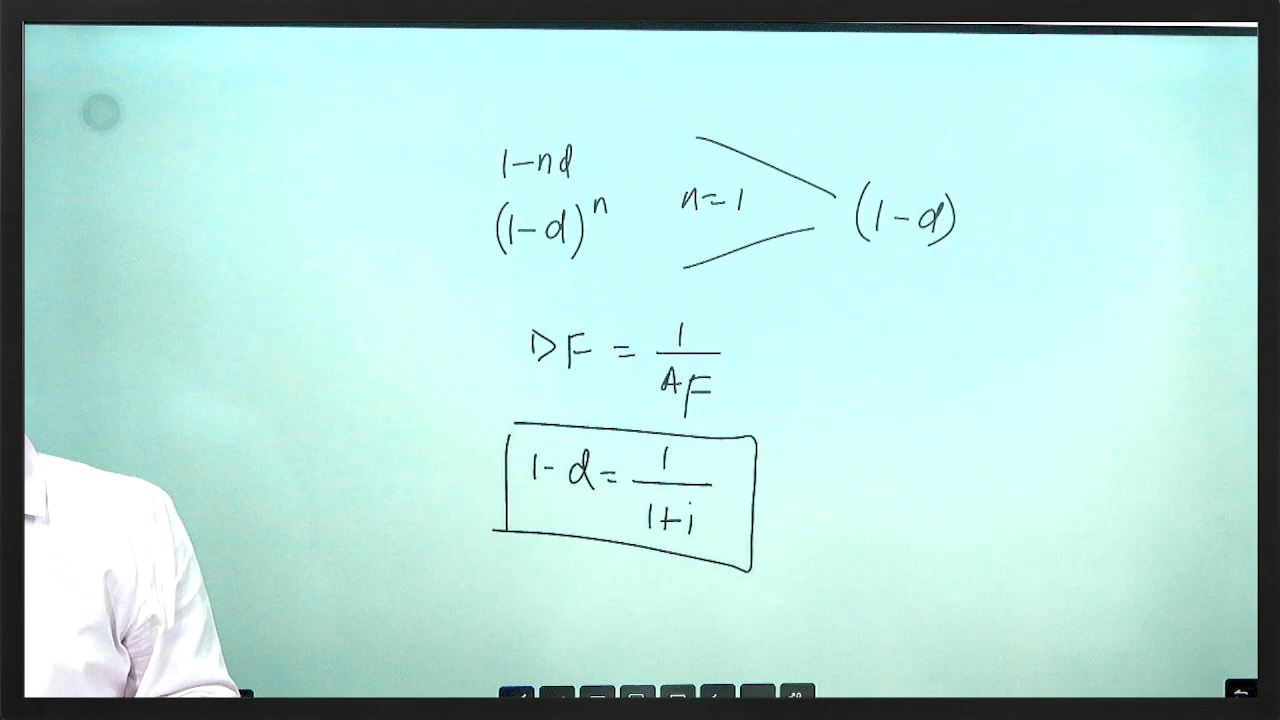 1-nd
(1-d)^n n=1 (1-d)
DF = 1/AF
1-d = 1/1+i